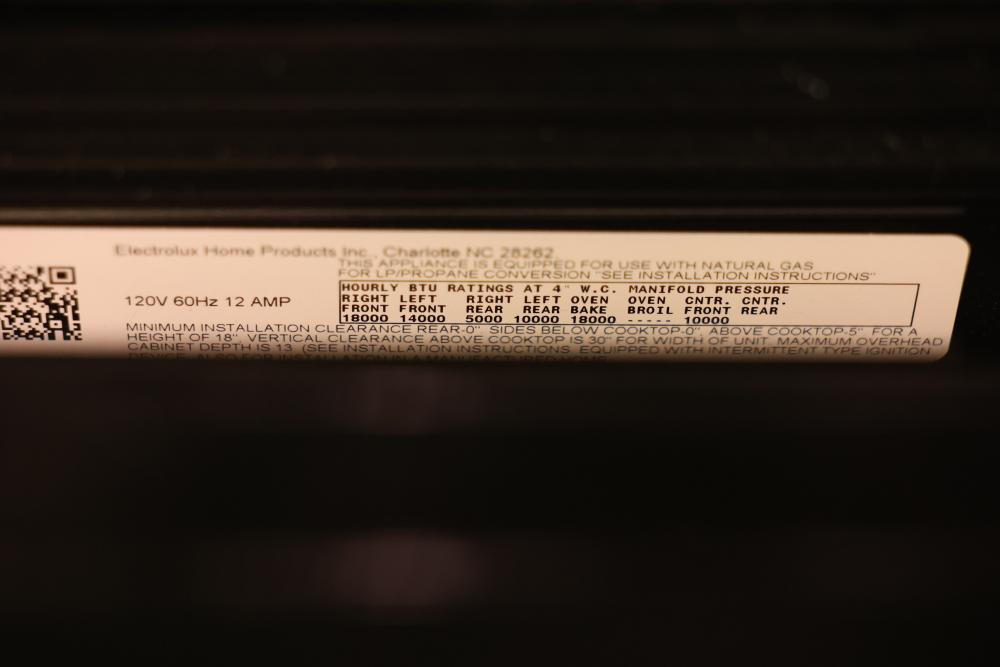 Electrolux Home Products Inc., Charlotte NC 28262
THIS APPLIANCE IS EQUIPPED FOR USE WITH NATURAL GAS
FOR LP/PROPANE CONVERSION "SEE INSTALLATION INSTRUCTIONS"
120V 60Hz 12 AMP
HOURLY BTU RATINGS AT 4" W.C. MANIFOLD PRESSURE
RIGHT LEFT RIGHT LEFT OVEN OVEN CNTR. CNTR.
FRONT FRONT REAR REAR BAKE BROIL FRONT REAR
18000 14000 5000 10000 18000 ----- 10000
MINIMUM INSTALLATION CLEARANCE REAR-0" SIDES BELOW COOKTOP-0", ABOVE COOKTOP-5" FOR A
HEIGHT OF 18", VERTICAL CLEARANCE ABOVE COOKTOP IS 30" FOR WIDTH OF UNIT. MAXIMUM OVERHEAD
CABINET DEPTH IS 13" (SEE INSTALLATION INSTRUCTIONS. EQUIPPED WITH INTERMITTENT TYPE IGNITION